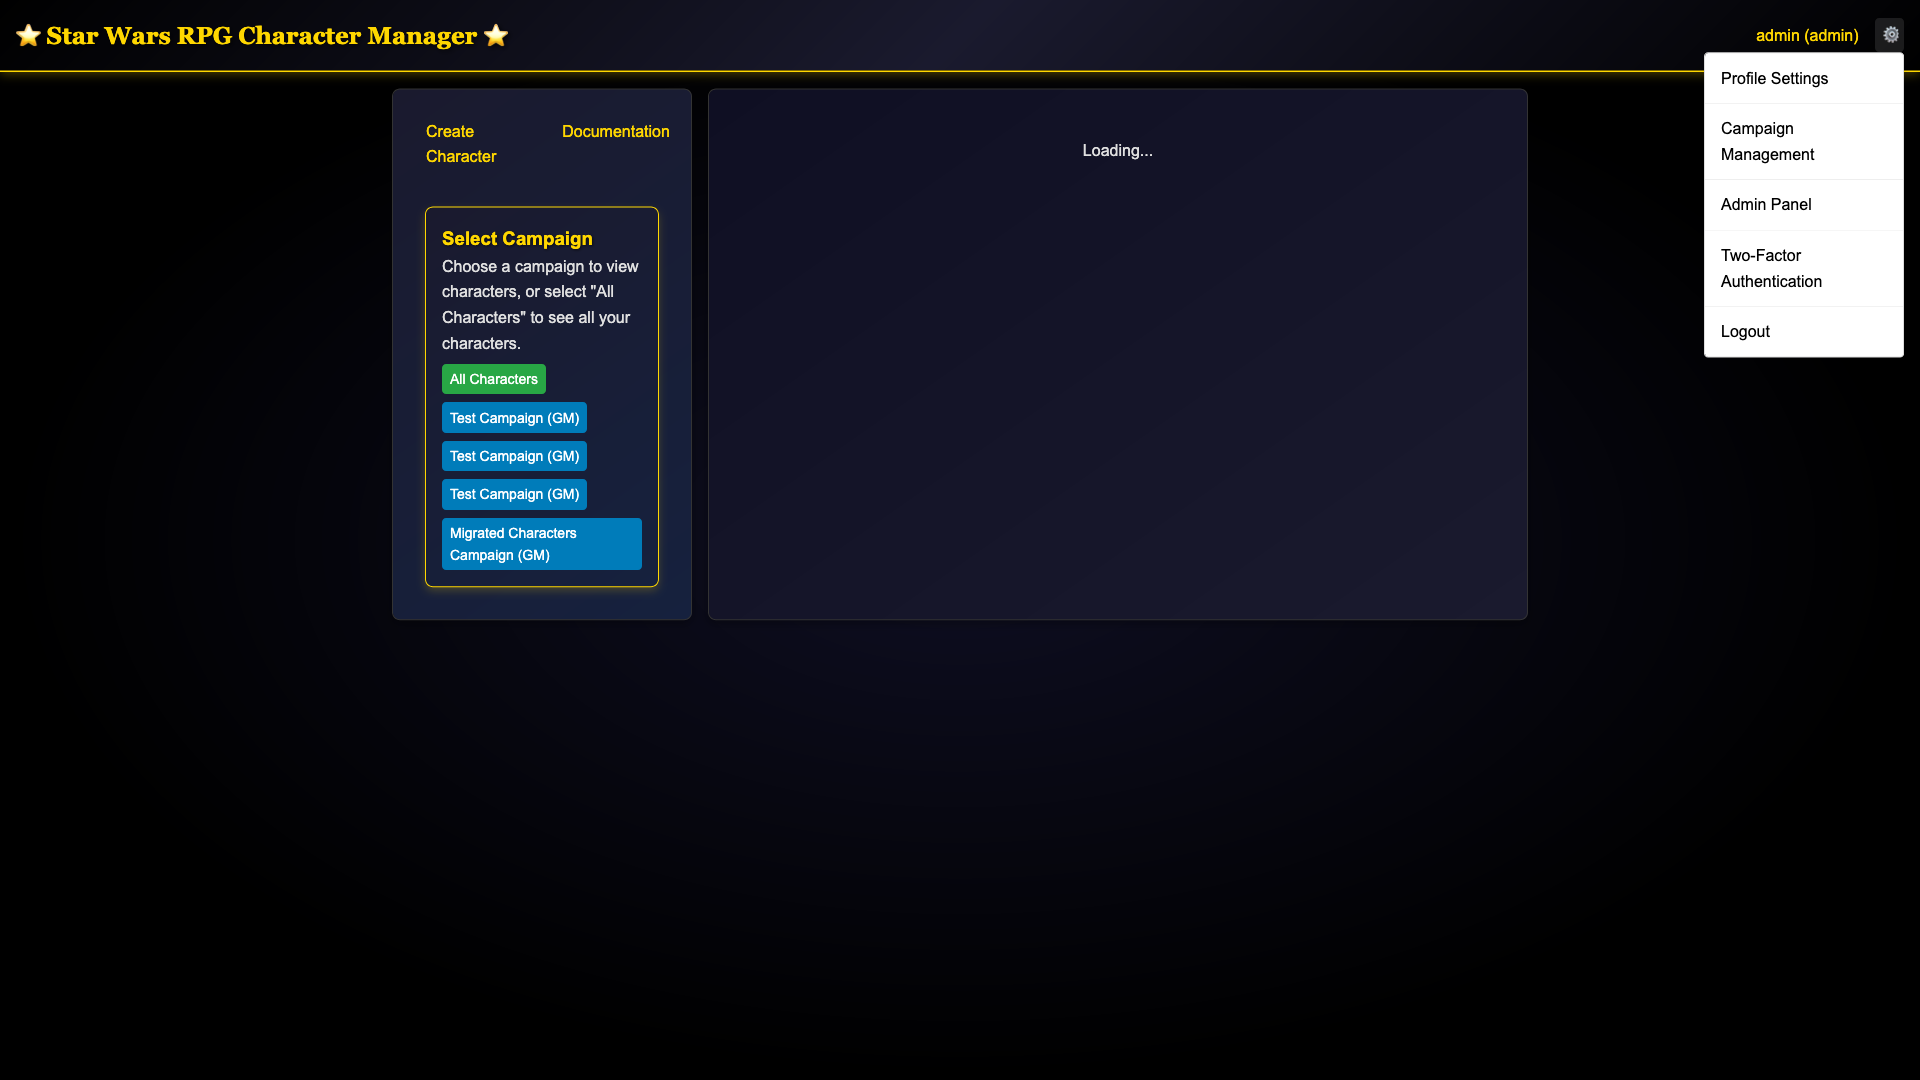 ⭐ Star Wars RPG Character Manager ⭐
admin (admin) ⚙️
Profile Settings
Campaign
Management
Admin Panel
Two-Factor
Authentication
Logout
Create
Character
Documentation
Select Campaign
Choose a campaign to view
characters, or select "All
Characters" to see all your
characters.
All Characters
Test Campaign (GM)
Test Campaign (GM)
Test Campaign (GM)
Migrated Characters
Campaign (GM)
Loading...